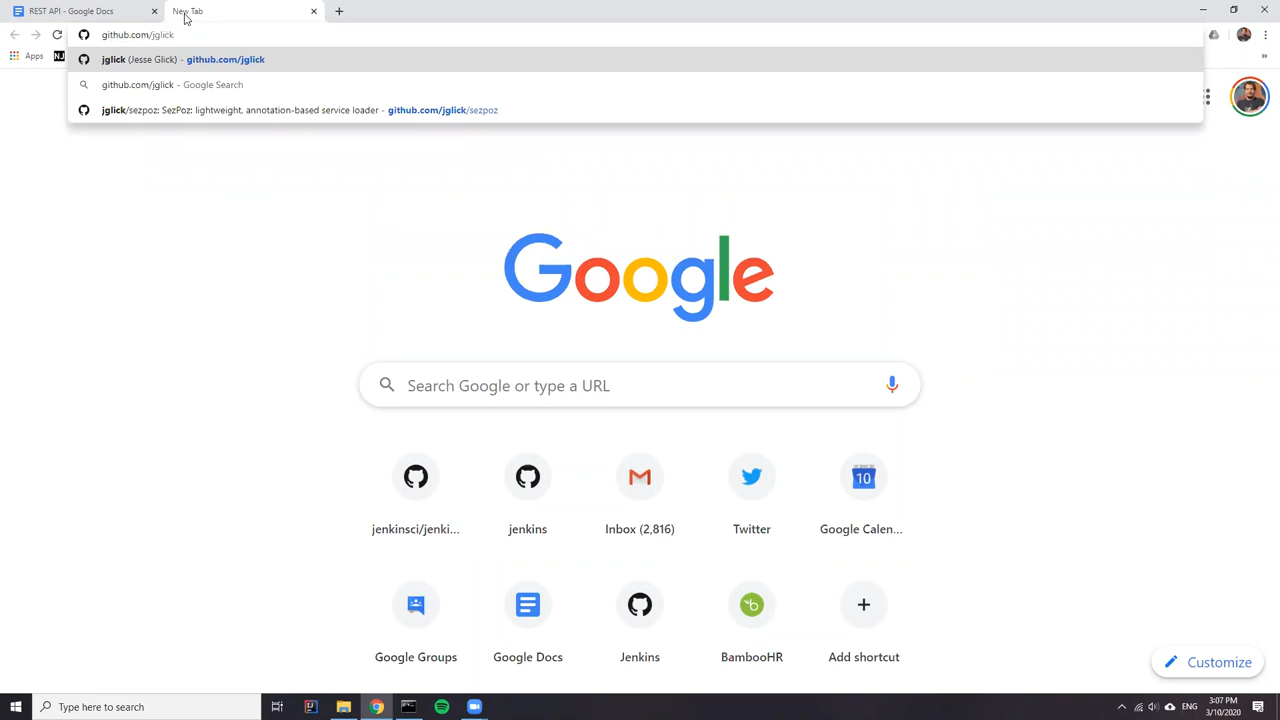 REST API - Google Docs
New Tab
github.com/jglick
Apps
NJ
jglick (Jesse Glick) - github.com/jglick
github.com/jglick - Google Search
jglick/sezpoz: SezPoz: lightweight, annotation-based service loader - github.com/jglick/sezpoz
Google
Search Google or type a URL
10
jenkinsci/jenki...
jenkins
Inbox (2,816)
Twitter
Google Calen...
Google Groups
Google Docs
Jenkins
BambooHR
Add shortcut
Customize
Type here to search
ENG
3:07 PM
3/10/2020